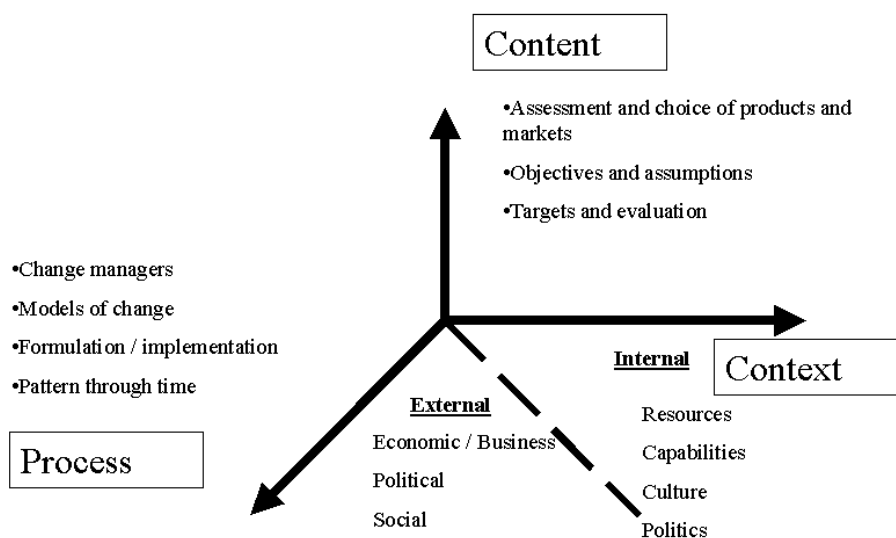 Content
•Assessment and choice of products and
markets
•Objectives and assumptions
•Targets and evaluation
•Change managers
•Models of change
•Formulation / implementation
•Pattern through time
Process
Internal
Context
External
Economic / Business
Political
Social
Resources
Capabilities
Culture
Politics